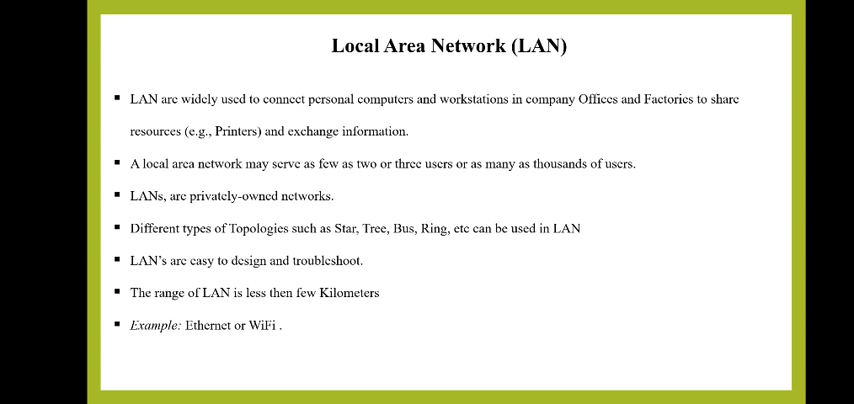 Local Area Network (LAN)
▪ LAN are widely used to connect personal computers and workstations in company Offices and Factories to share
resources (e.g., Printers) and exchange information.
▪ A local area network may serve as few as two or three users or as many as thousands of users.
▪ LANs, are privately-owned networks.
▪ Different types of Topologies such as Star, Tree, Bus, Ring, etc can be used in LAN
▪ LAN’s are easy to design and troubleshoot.
▪ The range of LAN is less then few Kilometers
▪ Example: Ethernet or WiFi .